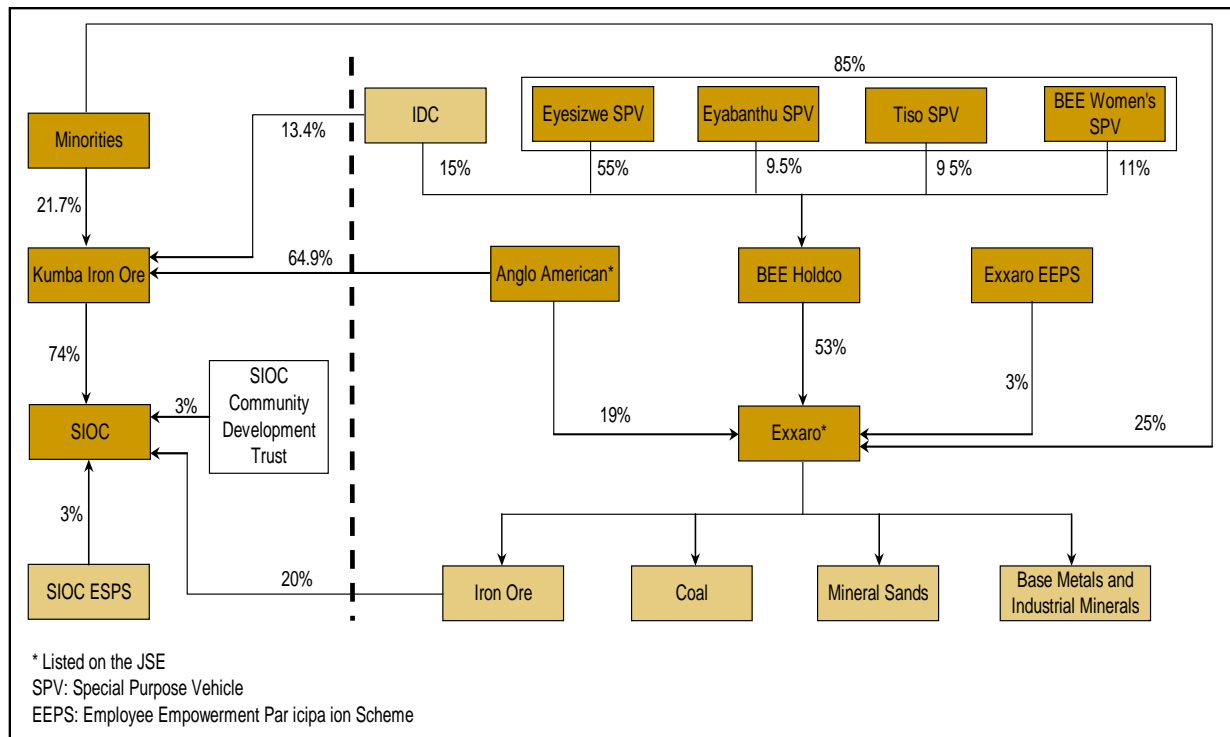 85%
IDC
Eyesizwe SPV
Eyabanthu SPV
Tiso SPV
BEE Women's
SPV
Minorities
13.4%
15%
55%
9.5%
9 5%
11%
21.7%
Kumba Iron Ore
64.9%
Anglo American*
BEE Holdco
Exxaro EEPS
74%
53%
3%
SIOC
Community
Development
Trust
3%
SIOC
19%
Exxaro*
25%
3%
20%
SIOC ESPS
Iron Ore
Coal
Mineral Sands
Base Metals and
Industrial Minerals
* Listed on the JSE
SPV: Special Purpose Vehicle
EEPS: Employee Empowerment Par icipa ion Scheme